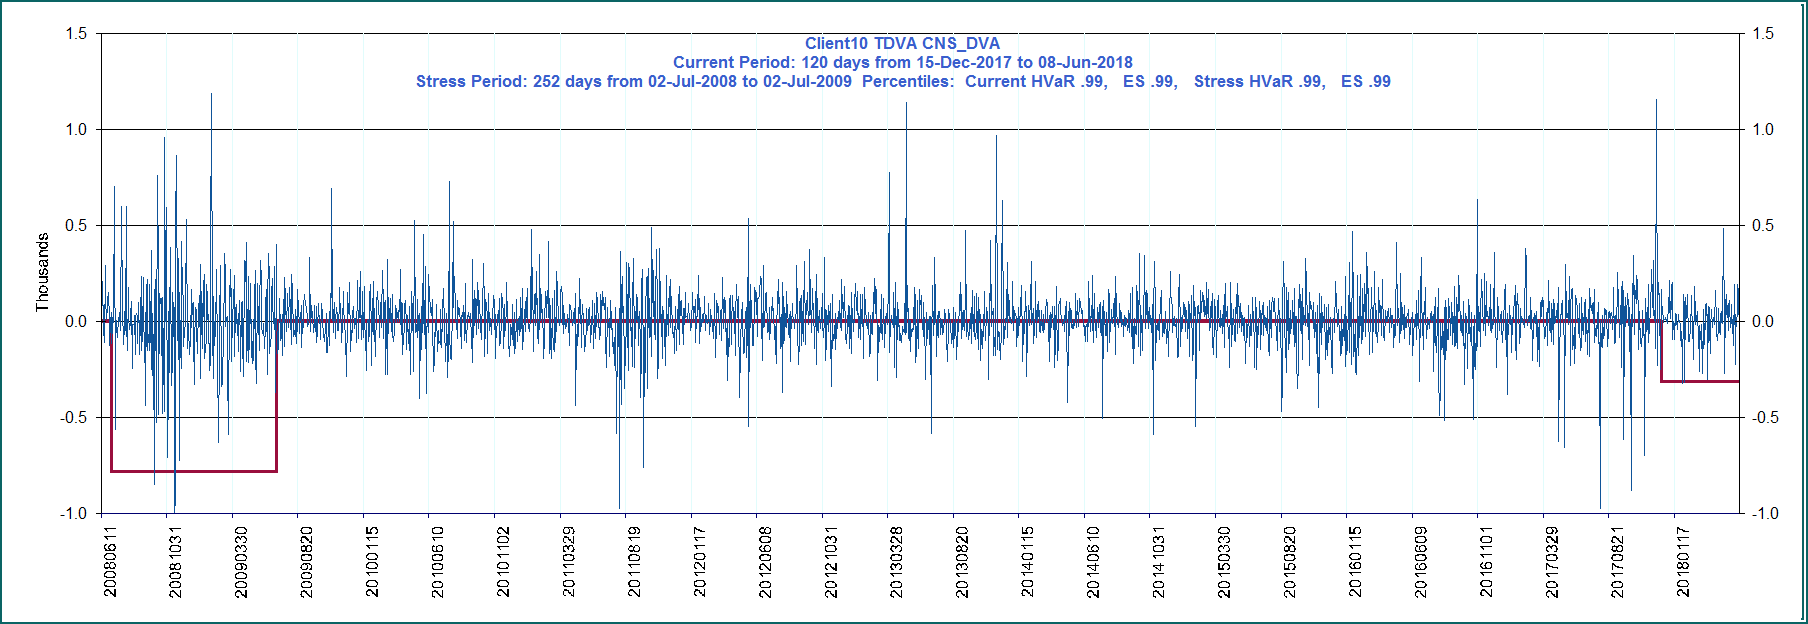 Client10 TDVA CNS_DVA
Current Period: 120 days from 15-Dec-2017 to 08-Jun-2018
Stress Period: 252 days from 02-Jul-2008 to 02-Jul-2009  Percentiles:  Current HVaR .99,   ES .99,   Stress HVaR .99,   ES .99
1.5 1.5
1.0 1.0
0.5 0.5
Thousands
0.0 0.0
-0.5 -0.5
-1.0 -1.0
20080611 20081031 20090330 20090820 20100115 20100610 20101102 20110329 20110819 20120117 20120608 20121031 20130328 20130820 20140115 20140610 20141031 20150330 20150820 20160115 20160609 20161101 20170329 20170821 20180117